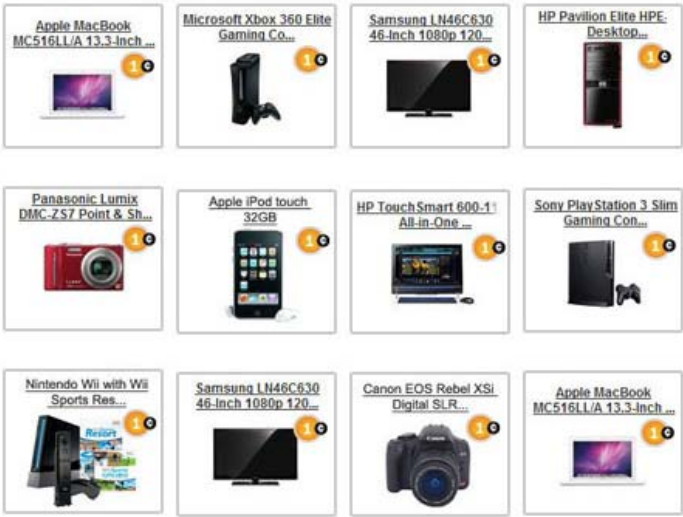 Apple MacBook
MC516LL/A 13.3-Inch ...
1¢
Microsoft Xbox 360 Elite
Gaming Co...
1¢
Samsung LN46C630
46-Inch 1080p 120...
1¢
HP Pavilion Elite HPE-
Desktop...
1¢
Panasonic Lumix
DMC-ZS7 Point & Sh...
1¢
Apple iPod touch
32GB
1¢
HP TouchSmart 600-11
All-in-One ...
1¢
Sony PlayStation 3 Slim
Gaming Con...
1¢
Nintendo Wii with Wii
Sports Res...
Resort
1¢
Samsung LN46C630
46-Inch 1080p 120...
1¢
Canon EOS Rebel XSi
Digital SLR...
Canon
1¢
Apple MacBook
MC516LL/A 13.3-Inch ...
1¢